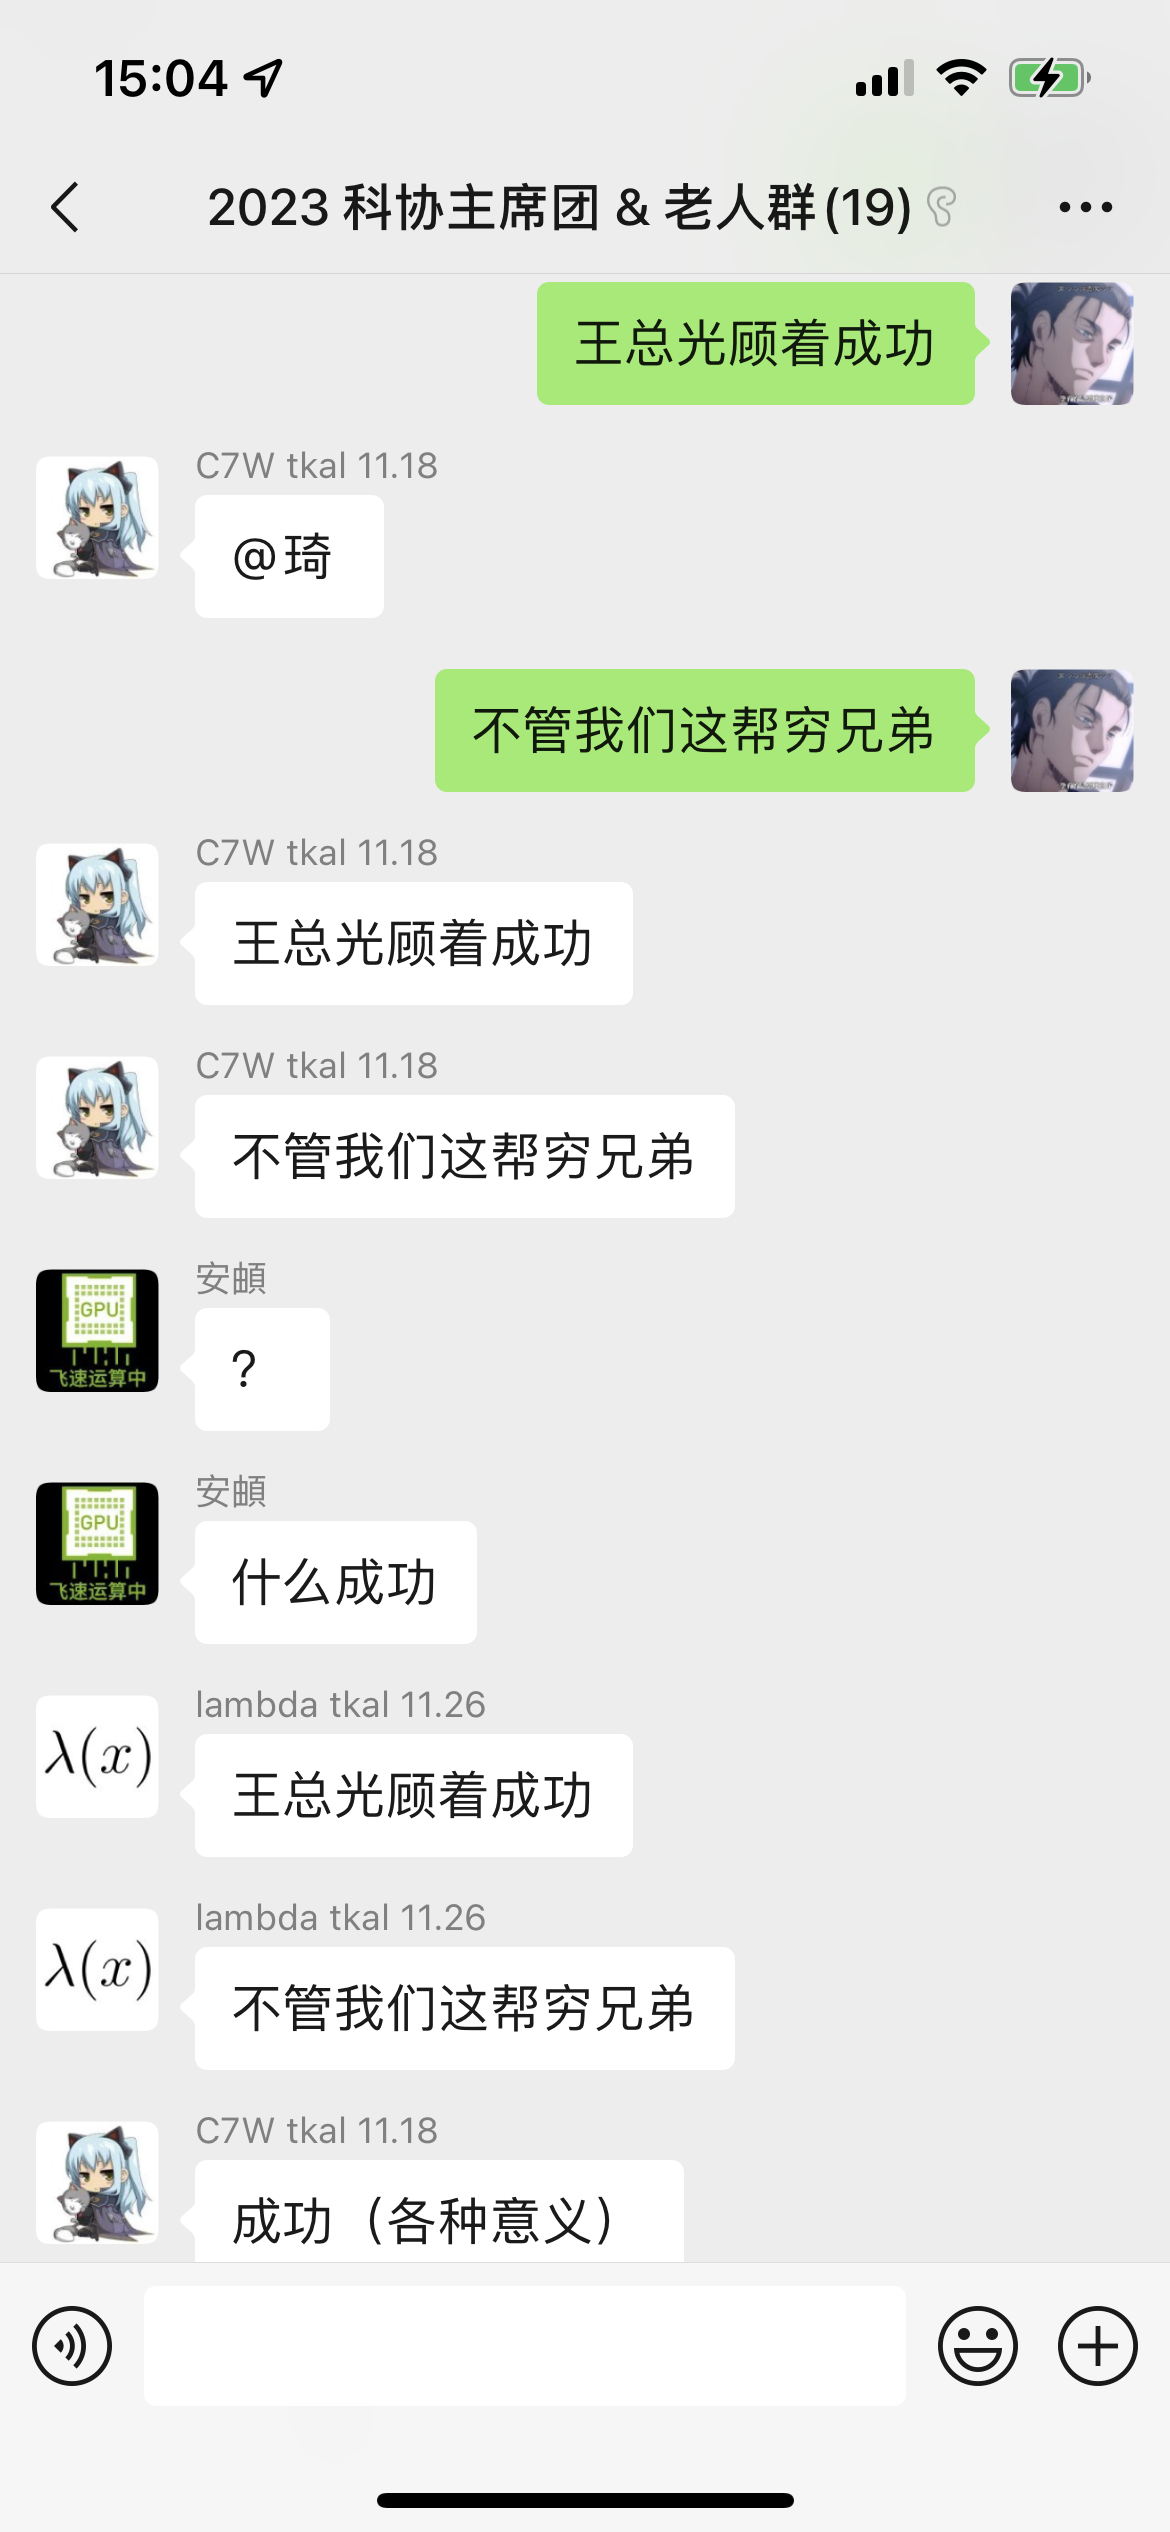 15:04
2023 科协主席团 & 老人群(19)
王总光顾着成功
C7W tkal 11.18
@琦
不管我们这帮穷兄弟
C7W tkal 11.18
王总光顾着成功
C7W tkal 11.18
不管我们这帮穷兄弟
安頔
GPU
飞速运算中
?
安頔
GPU
飞速运算中
什么成功
lambda tkal 11.26
λ(x)
王总光顾着成功
lambda tkal 11.26
λ(x)
不管我们这帮穷兄弟
C7W tkal 11.18
成功（各种意义）